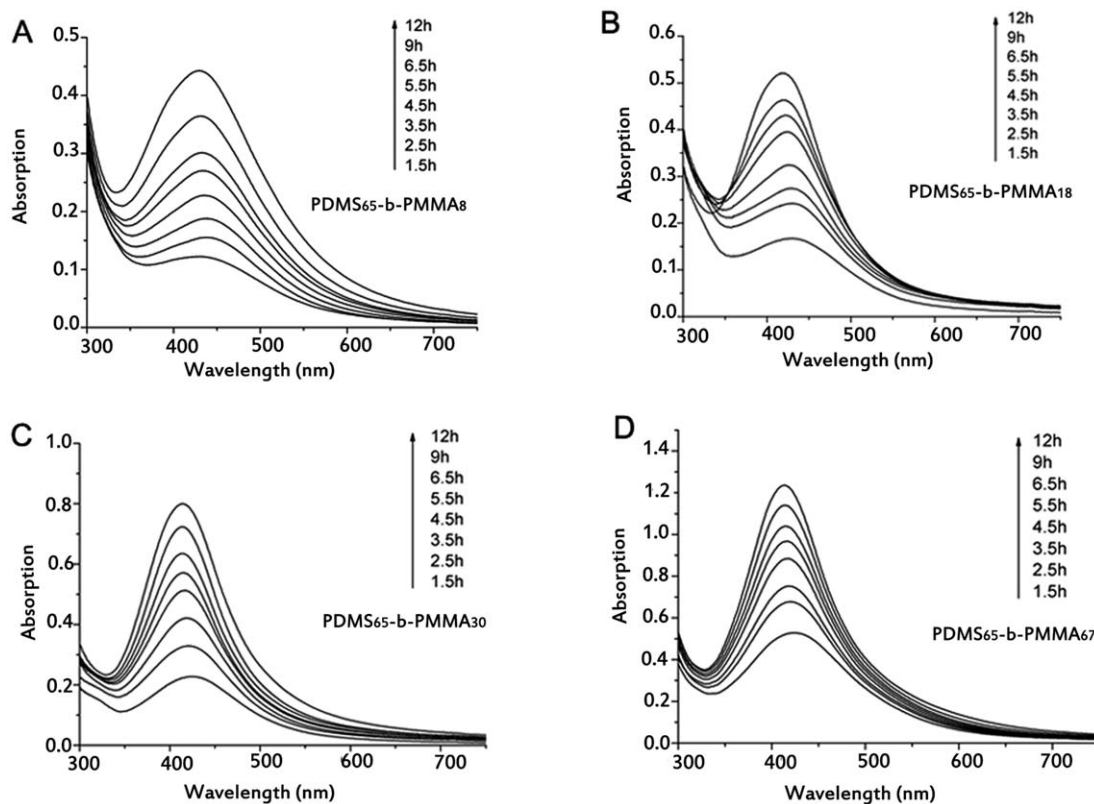 A
0.5
0.4
0.3
0.2
0.1
0.0
Absorption
300 400 500 600 700
Wavelength (nm)
12h
9h
6.5h
5.5h
4.5h
3.5h
2.5h
1.5h
PDMS65-b-PMMA8
B
0.6
0.5
0.4
0.3
0.2
0.1
0.0
Absorption
300 400 500 600 700
Wavelength (nm)
12h
9h
6.5h
5.5h
4.5h
3.5h
2.5h
1.5h
PDMS65-b-PMMA18
C
1.0
0.8
0.6
0.4
0.2
0.0
Absorption
300 400 500 600 700
Wavelength (nm)
12h
9h
6.5h
5.5h
4.5h
3.5h
2.5h
1.5h
PDMS65-b-PMMA30
D
1.4
1.2
1.0
0.8
0.6
0.4
0.2
0.0
Absorption
300 400 500 600 700
Wavelength (nm)
12h
9h
6.5h
5.5h
4.5h
3.5h
2.5h
1.5h
PDMS65-b-PMMA67